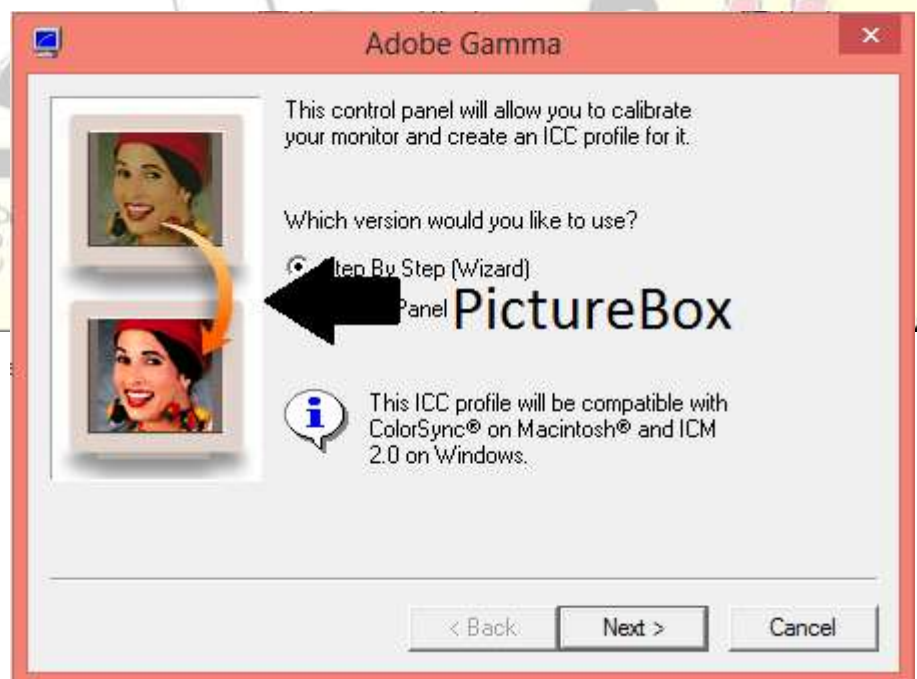 Adobe Gamma
This control panel will allow you to calibrate
your monitor and create an ICC profile for it.
Which version would you like to use?
Step By Step (Wizard)
Panel
PictureBox
This ICC profile will be compatible with
ColorSync® on Macintosh® and ICM
2.0 on Windows.
< Back
Next >
Cancel